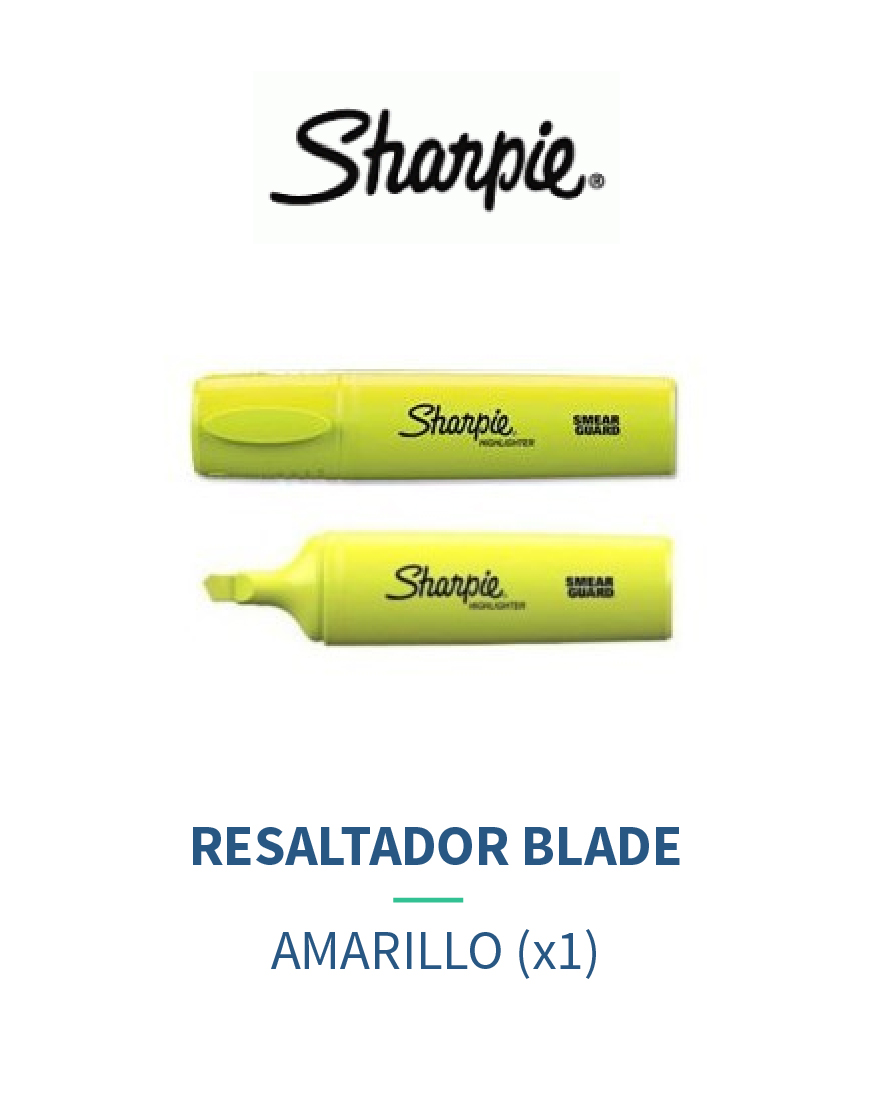 Sharpie®
Sharpie®
HIGHLIGHTER
SMEAR
GUARD
Sharpie®
HIGHLIGHTER
SMEAR
GUARD
RESALTADOR BLADE
AMARILLO (x1)